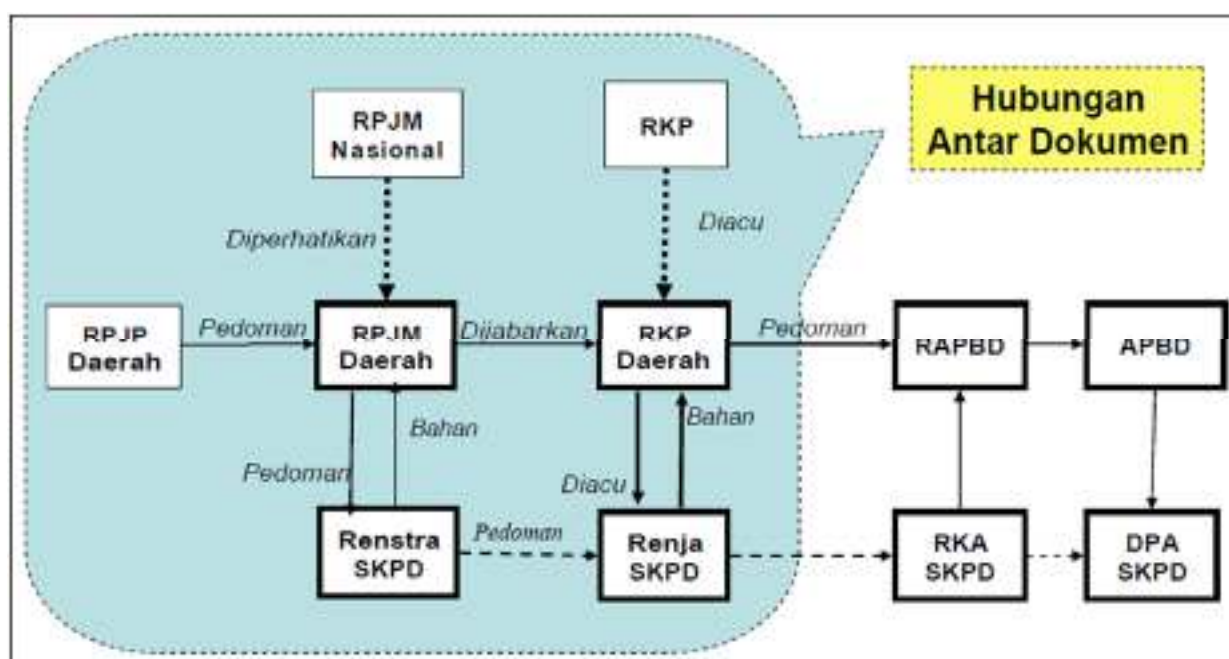 Hubungan
Antar Dokumen
RPJM
Nasional
RKP
Diperhatikan
Diacu
RPJP
Daerah
Pedoman
RPJM
Daerah
Dijabarkan
RKP
Daerah
Pedoman
RAPBD
APBD
Bahan
Pedoman
Bahan
Diacu
Renstra
SKPD
Pedoman
Renja
SKPD
RKA
SKPD
DPA
SKPD